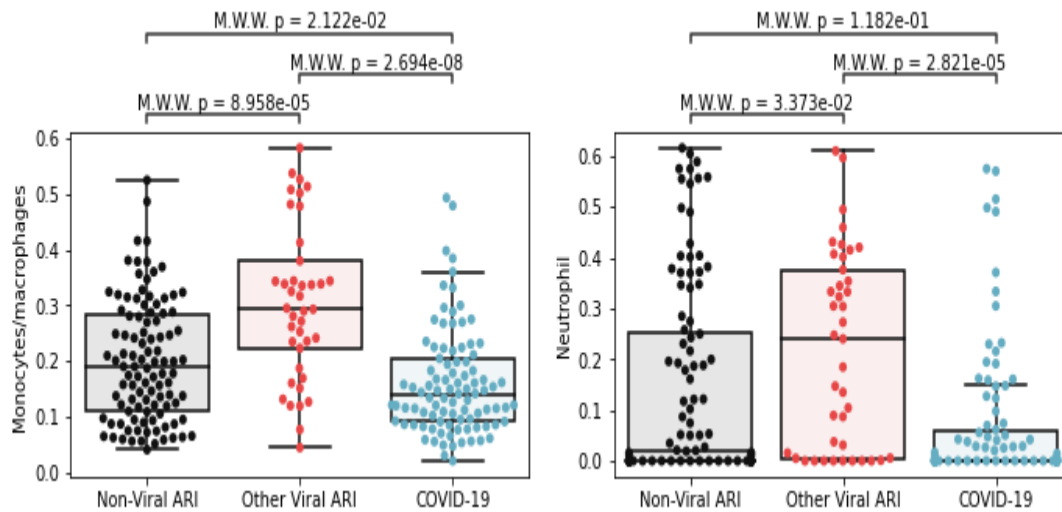 M.W.W. p = 2.122e-02
M.W.W. p = 2.694e-08
M.W.W. p = 8.958e-05
0.6
0.5
0.4
0.3
0.2
0.1
0.0
Monocytes/macrophages
Non-Viral ARI
Other Viral ARI
COVID-19
M.W.W. p = 1.182e-01
M.W.W. p = 2.821e-05
M.W.W. p = 3.373e-02
0.6
0.5
0.4
0.3
0.2
0.1
0.0
Neutrophil
Non-Viral ARI
Other Viral ARI
COVID-19